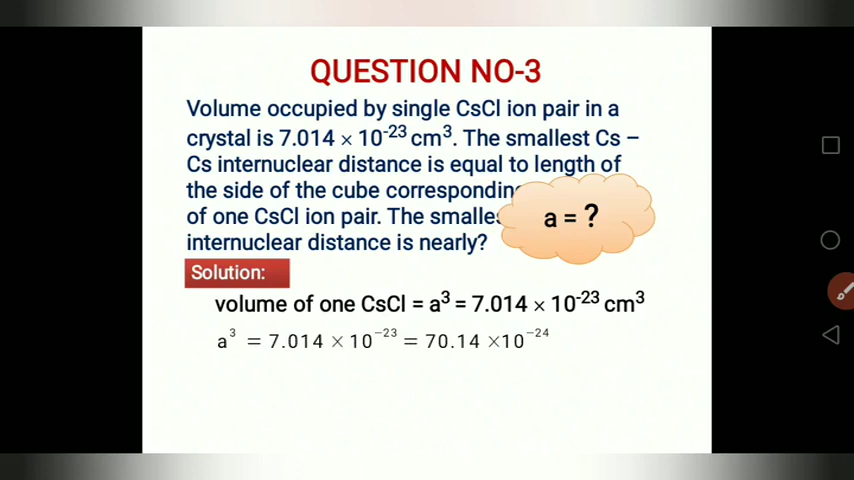 QUESTION NO-3
Volume occupied by single CsCl ion pair in a
crystal is 7.014 × 10⁻²³ cm³. The smallest Cs –
Cs internuclear distance is equal to length of
the side of the cube
of one CsCl ion pair. The
internuclear distance is nearly?
a = ?
Solution:
volume of one CsCl = a³ = 7.014 × 10⁻²³ cm³
a³ = 7.014 × 10⁻²³ = 70.14 ×10⁻²⁴